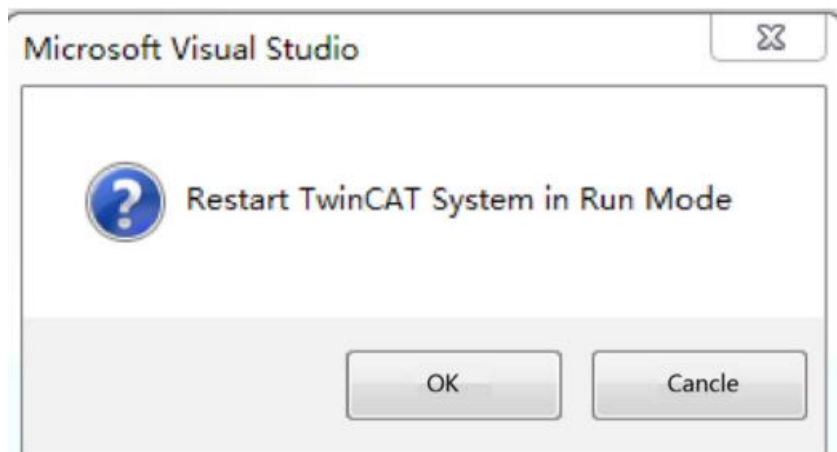 Microsoft Visual Studio
Restart TwinCAT System in Run Mode
OK
Cancle